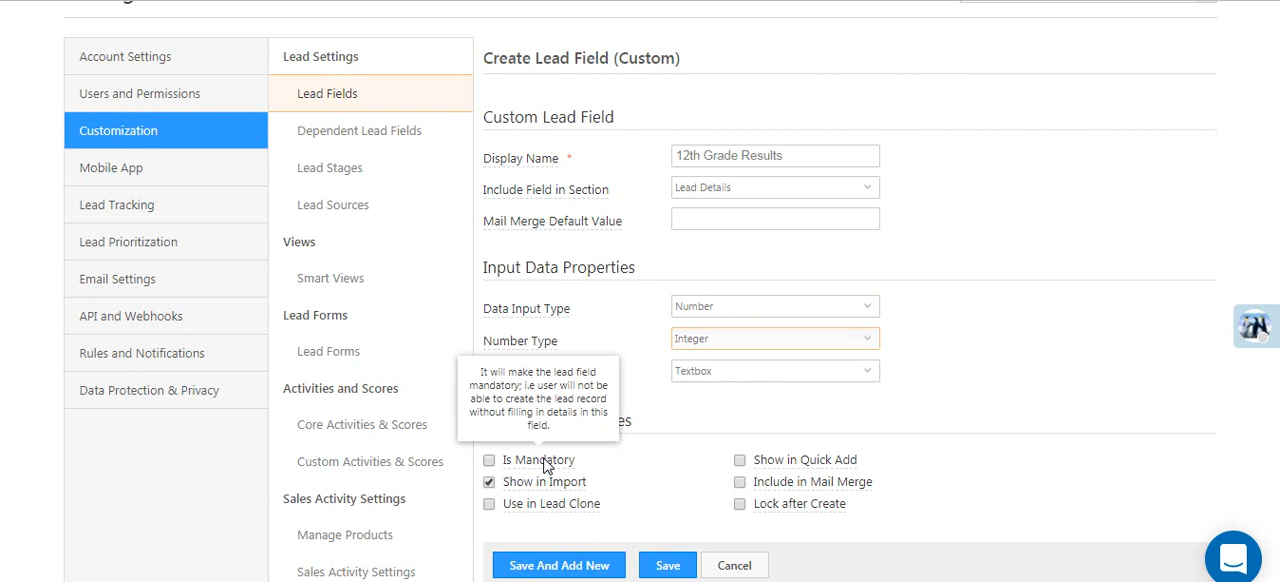 Account Settings
Users and Permissions
Customization
Mobile App
Lead Tracking
Lead Prioritization
Email Settings
API and Webhooks
Rules and Notifications
Data Protection & Privacy
Lead Settings
Lead Fields
Dependent Lead Fields
Lead Stages
Lead Sources
Views
Smart Views
Lead Forms
Lead Forms
Activities and Scores
Core Activities & Scores
Custom Activities & Scores
Sales Activity Settings
Manage Products
Sales Activity Settings
Create Lead Field (Custom)
Custom Lead Field
Display Name * 12th Grade Results
Include Field in Section Lead Details
Mail Merge Default Value
Input Data Properties
Data Input Type Number
Number Type Integer
Textbox
It will make the lead field
mandatory; i.e user will not be
able to create the lead record
without filling in details in this
field.
Is Mandatory Show in Quick Add
Show in Import Include in Mail Merge
Use in Lead Clone Lock after Create
Save And Add New Save Cancel